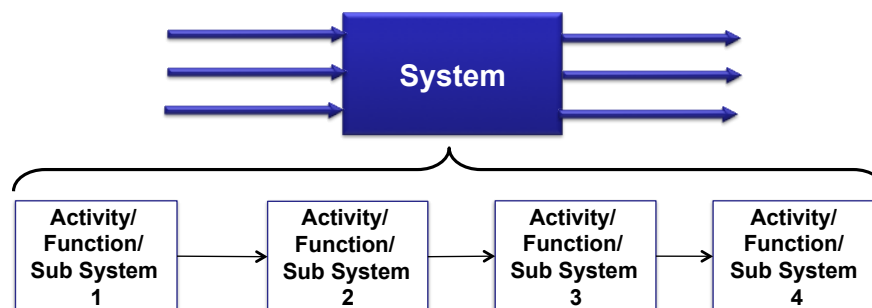 System
Activity/
Function/
Sub System
1
Activity/
Function/
Sub System
2
Activity/
Function/
Sub System
3
Activity/
Function/
Sub System
4